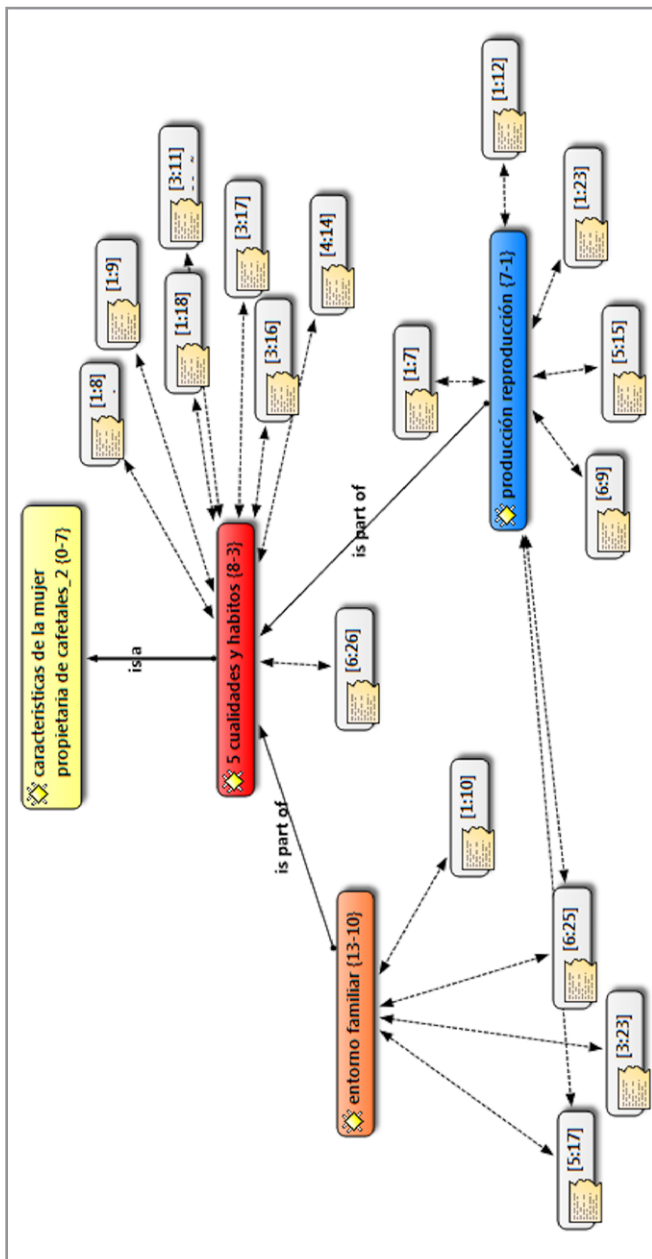 características de la mujer
propietaria de cafetales_2 {0-7}
is a
5 cualidades y habitos {8-3}
[1:8]
[1:9]
[3:11]
[1:18]
[3:17]
[3:16]
[4:14]
[6:26]
is part of
is part of
entorno familiar {13-10}
[1:10]
[6:25]
[3:23]
[5:17]
producción reproducción {7-1}
[1:7]
[1:12]
[1:23]
[5:15]
[6:9]